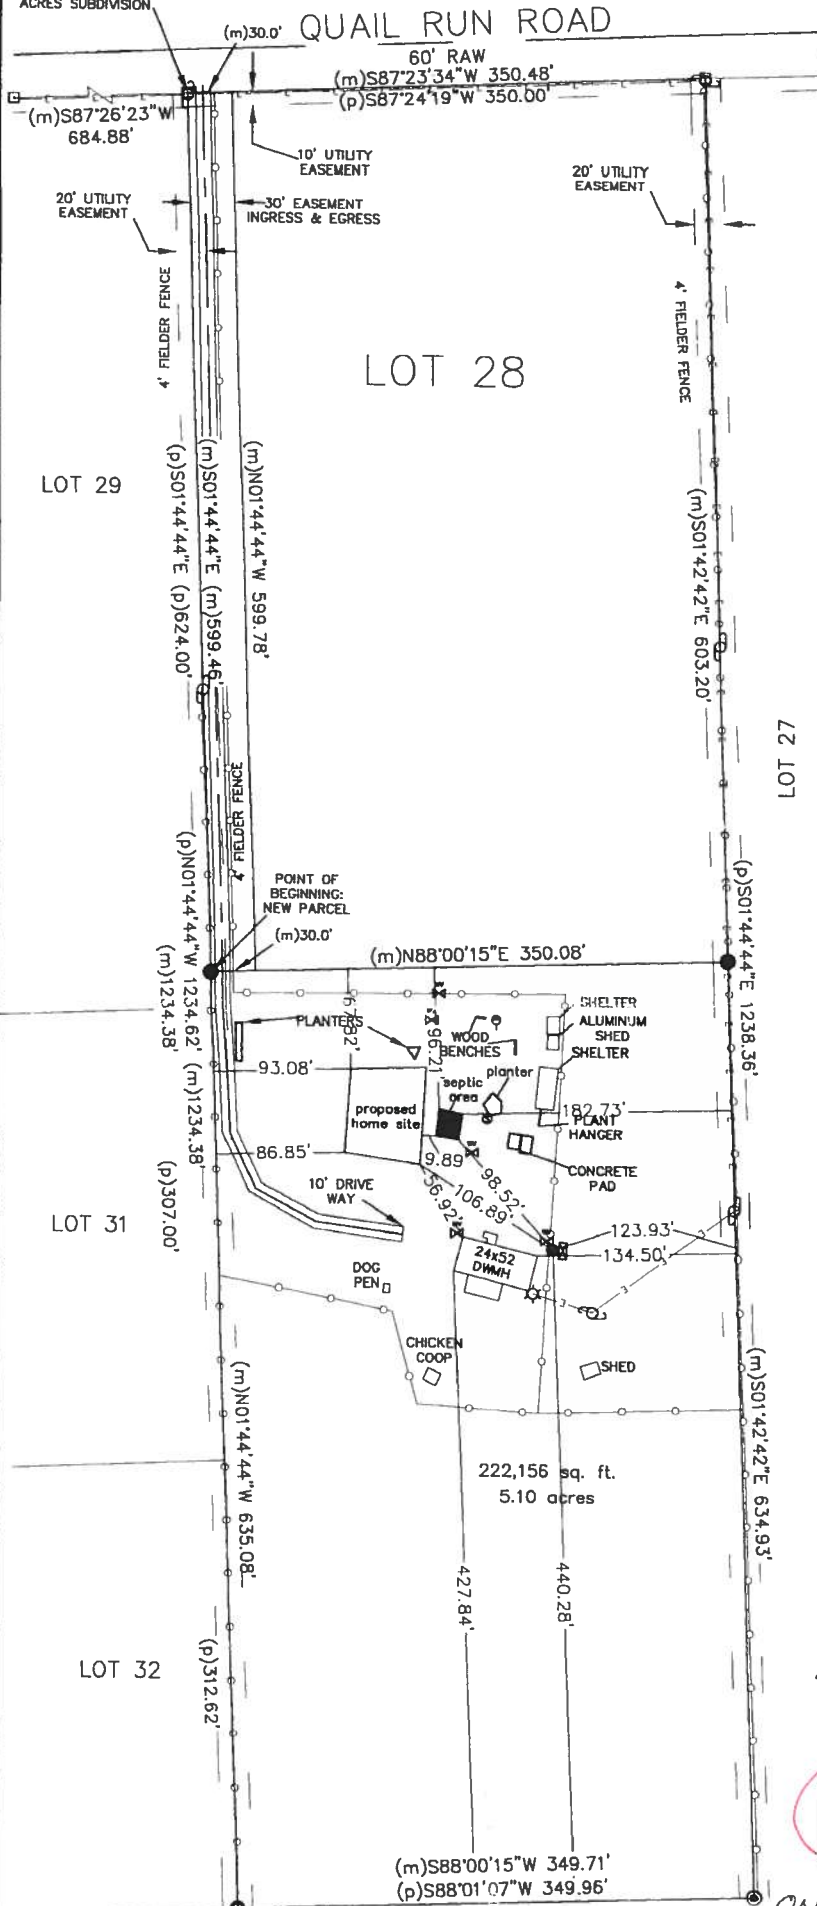 ACRES SUBDIVISION
(m)30.0'
QUAIL RUN ROAD
60' RAW
(m)S87°23'34"W 350.48'
(p)S87°24'19"W 350.00'
(m)S87°26'23"W
684.88'
10' UTILITY
EASEMENT
20' UTILITY
EASEMENT
30' EASEMENT
INGRESS & EGRESS
20' UTILITY
EASEMENT
4' FIELDER FENCE
4' FIELDER FENCE
LOT 28
LOT 29
(p)S01°44'44"E (p)624.00'
(m)S01°44'44"E (m)599.46'
(m)N01°44'44"W 599.78'
(m)S01°42'42"E 603.20'
LOT 27
4' FIELDER FENCE
POINT OF
BEGINNING:
NEW PARCEL
(m)30.0'
(m)N88°00'15"E 350.08'
(p)N01°44'44"W 1234.62'
(m)1234.38'
(m)1234.38'
(p)307.00'
(p)S01°44'44"E 1238.36'
67.82'
96.21'
PLANTERS
WOOD
BENCHES
SHELTER
ALUMINUM
SHED
SHELTER
93.08'
septic
area
planter
proposed
home site
182.73'
PLANT
HANGER
86.85'
9.89
CONCRETE
PAD
98.52'
106.89'
56.92'
10' DRIVE
WAY
LOT 31
123.93'
134.50'
24x52
DWMH
DOG
PEN
CHICKEN
COOP
SHED
(m)N01°44'44"W 635.08'
(m)S01°42'42"E 634.93'
222,156 sq. ft.
5.10 acres
427.84'
440.28'
LOT 32
(p)312.62'
(m)S88°00'15"W 349.71'
(p)S88°01'07"W 349.96'